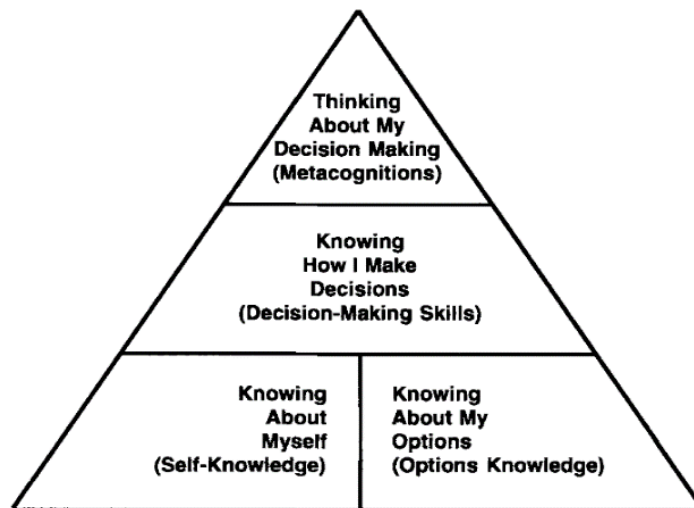 Thinking
About My
Decision Making
(Metacognitions)
Knowing
How I Make
Decisions
(Decision-Making Skills)
Knowing
About
Myself
(Self-Knowledge)
Knowing
About My
Options
(Options Knowledge)